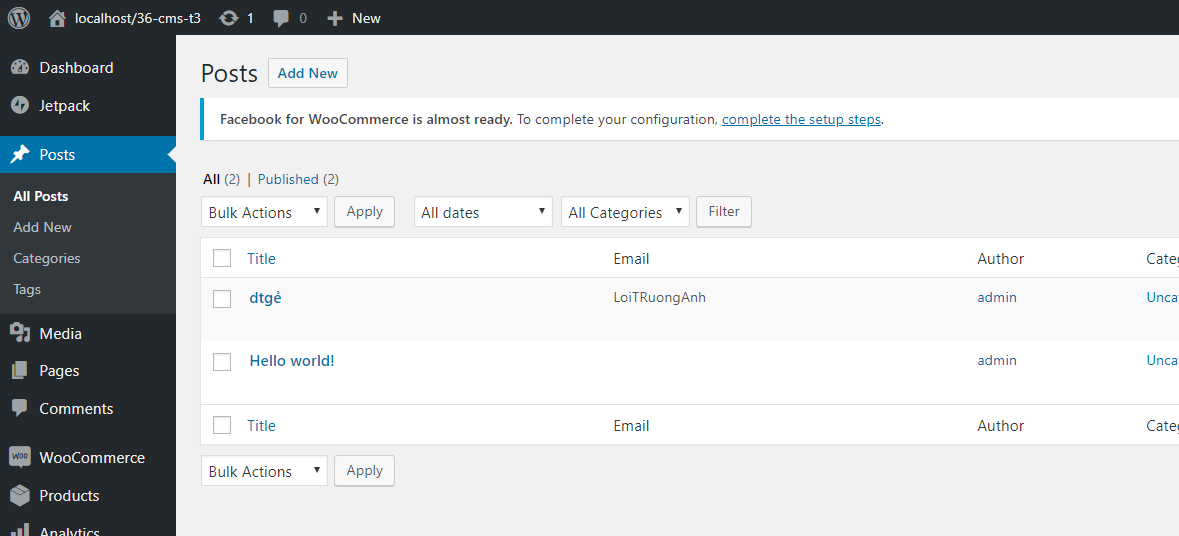 localhost/36-cms-t3 1 0 New
Dashboard
Jetpack
Posts
All Posts
Add New
Categories
Tags
Media
Pages
Comments
WOO WooCommerce
Products
Analytics
Posts Add New
Facebook for WooCommerce is almost ready. To complete your configuration, complete the setup steps.
All (2) | Published (2)
Bulk Actions Apply All dates All Categories Filter
Title Email Author Categ
dtgẻ LoiTRuongAnh admin Unca
Hello world! admin Unca
Title Email Author Categ
Bulk Actions Apply